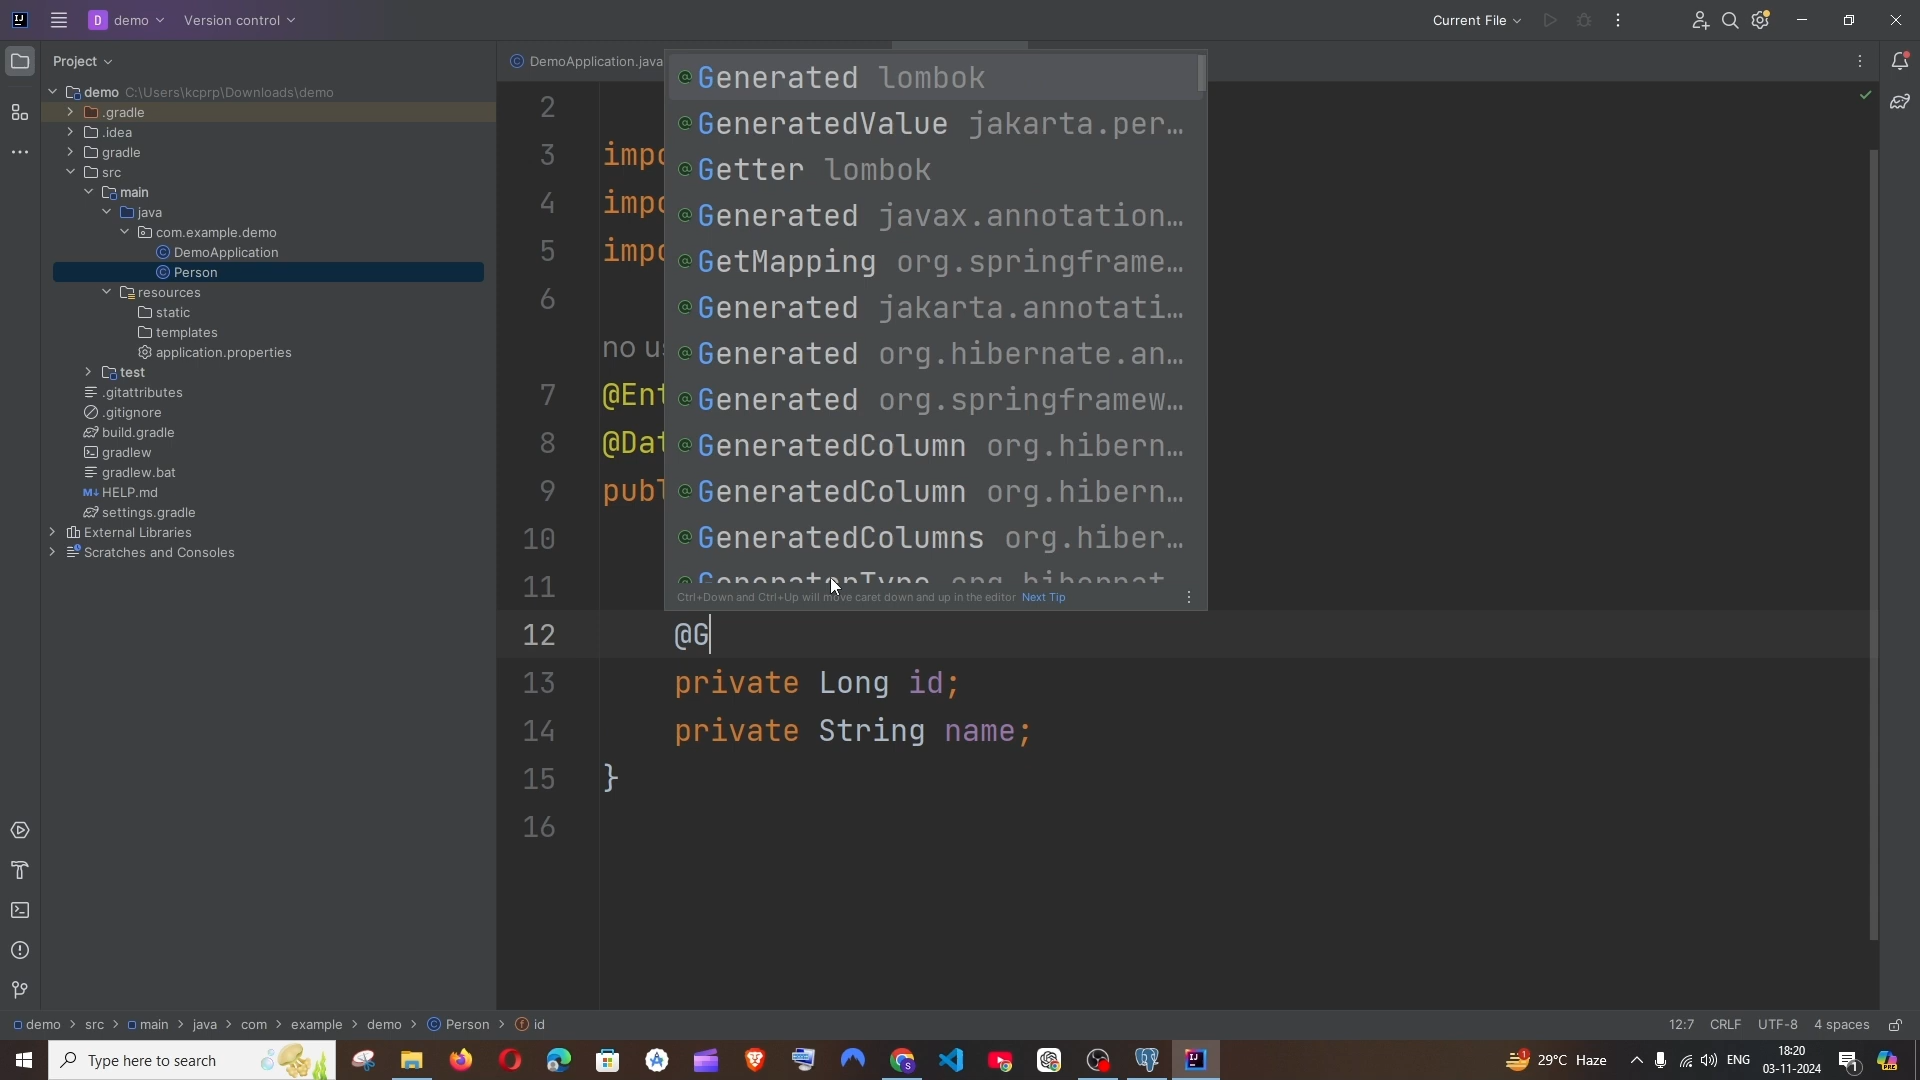 demo
Version control
Current File
Project
demo C:\Users\kcprp\Downloads\demo
.gradle
.idea
gradle
src
main
java
com.example.demo
DemoApplication
Person
resources
static
templates
application.properties
test
.gitattributes
.gitignore
build.gradle
gradlew
gradlew.bat
HELP.md
settings.gradle
External Libraries
Scratches and Consoles
DemoApplication.java
Generated lombok
GeneratedValue jakarta.per…
Getter lombok
Generated javax.annotation…
GetMapping org.springframe…
Generated jakarta.annotati…
Generated org.hibernate.an…
Generated org.springframew…
GeneratedColumn org.hibern…
GeneratedColumn org.hibern…
GeneratedColumns org.hiber…
GeneratorType org.hibernat…
Ctrl+Down and Ctrl+Up will move caret down and up in the editor Next Tip
2
3 impo
4 impo
5 impo
6
no us
7 @Ent
8 @Dat
9 publ
10
11
12 @G
13 private Long id;
14 private String name;
15 }
16
demo > src > main > java > com > example > demo > Person > id
12:7 CRLF UTF-8 4 spaces
Type here to search
29°C Haze
ENG
18:20
03-11-2024